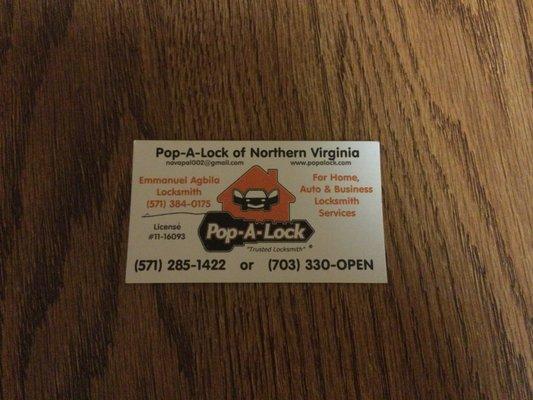 Pop-A-Lock of Northern Virginia
novapal002@gmail.com www.popalock.com
Emmanuel Agbila
Locksmith
(571) 384-0175
License
#11-16093
For Home,
Auto & Business
Locksmith
Services
Pop-A-Lock ®
"Trusted Locksmith"
(571) 285-1422 or (703) 330-OPEN